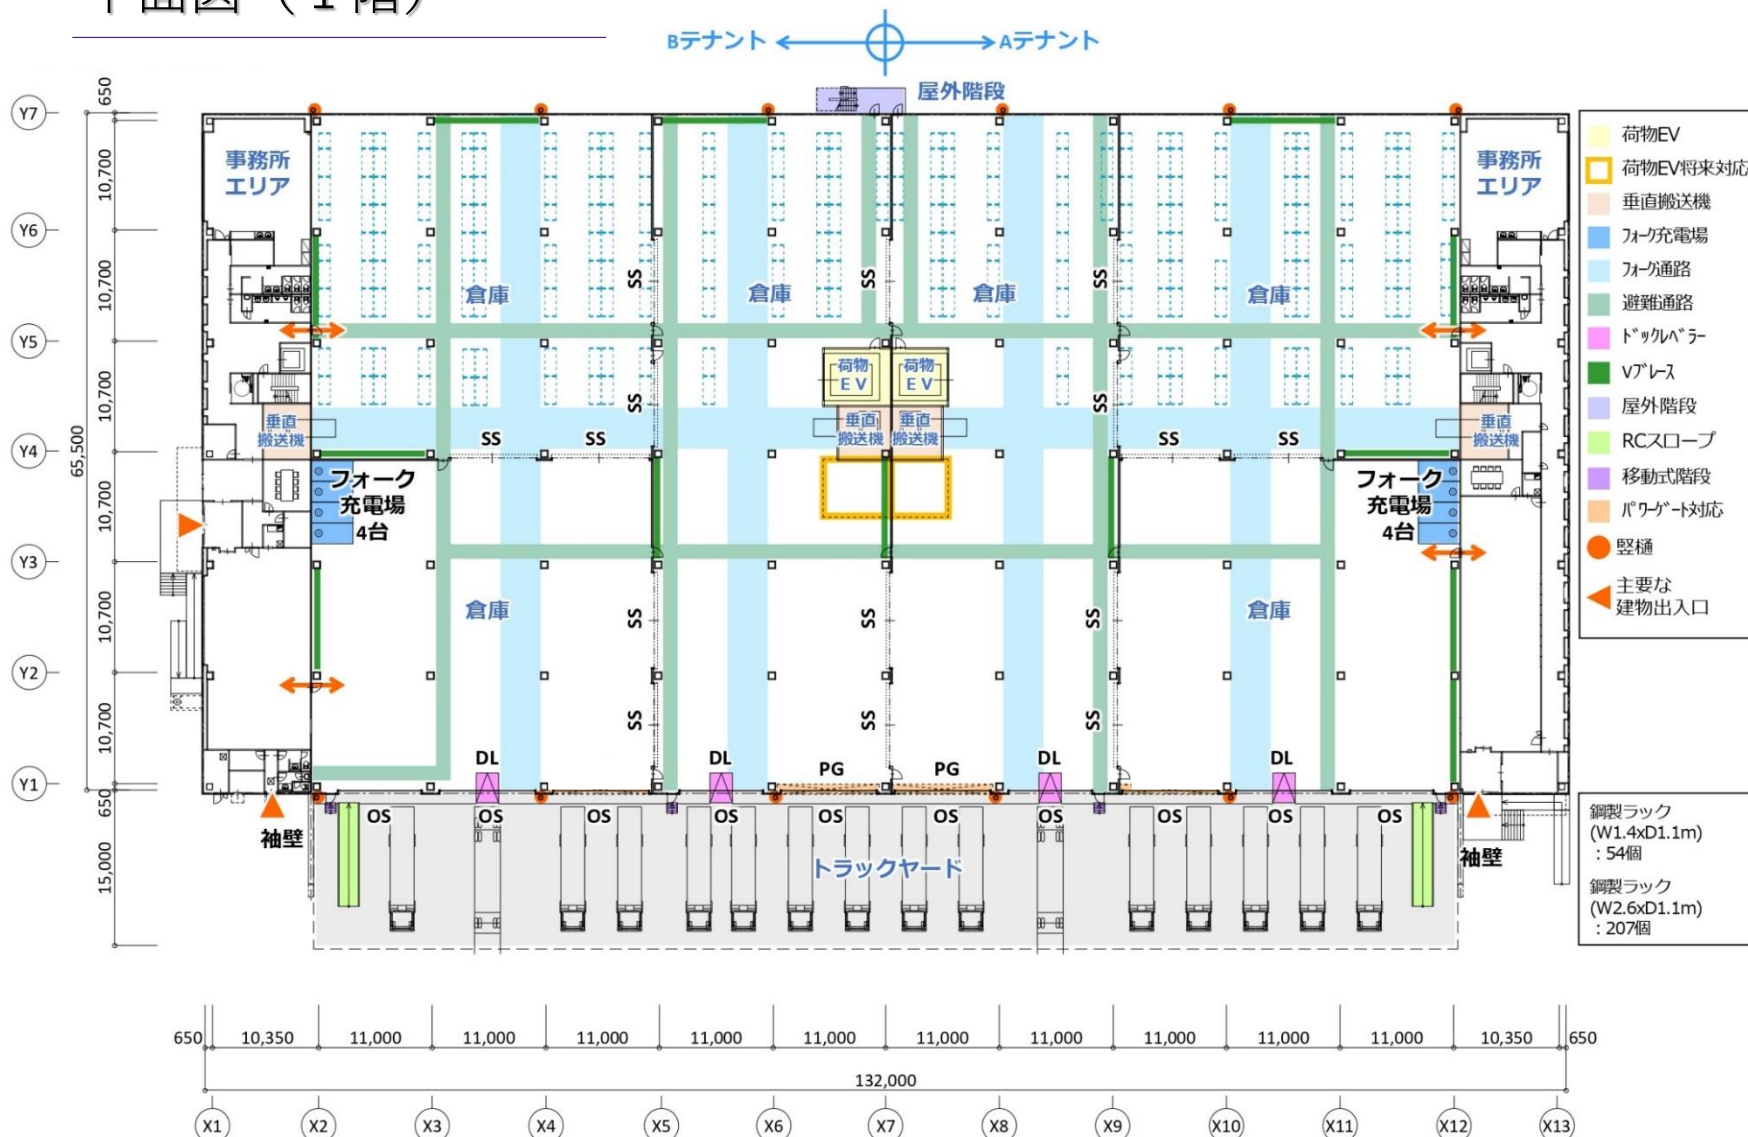 平面図（１階）
Bテナント
Aテナント
屋外階段
650
10,700
10,700
10,700
10,700
10,700
10,700
650
15,000
65,500
Y7
Y6
Y5
Y4
Y3
Y2
Y1
事務所
エリア
事務所
エリア
倉庫
倉庫
倉庫
倉庫
SS
SS
SS
SS
SS
荷物
ＥＶ
荷物
ＥＶ
垂直
搬送機
垂直
搬送機
垂直
搬送機
垂直
搬送機
SS
SS
SS
SS
SS
フォーク
充電場
4台
フォーク
充電場
4台
倉庫
倉庫
SS
SS
SS
SS
SS
SS
DL
DL
PG
PG
DL
DL
OS
OS
OS
OS
OS
OS
OS
OS
OS
OS
袖壁
袖壁
トラックヤード
荷物EV
荷物EV将来対応
垂直搬送機
フォーク充電場
フォーク通路
避難通路
ドックレベラー
Vブレース
屋外階段
RCスロープ
移動式階段
パワーゲート対応
竪樋
主要な
建物出入口
鋼製ラック
(W1.4xD1.1m)
：54個
鋼製ラック
(W2.6xD1.1m)
：207個
650
10,350
11,000
11,000
11,000
11,000
11,000
11,000
11,000
11,000
11,000
11,000
10,350
650
132,000
X1
X2
X3
X4
X5
X6
X7
X8
X9
X10
X11
X12
X13